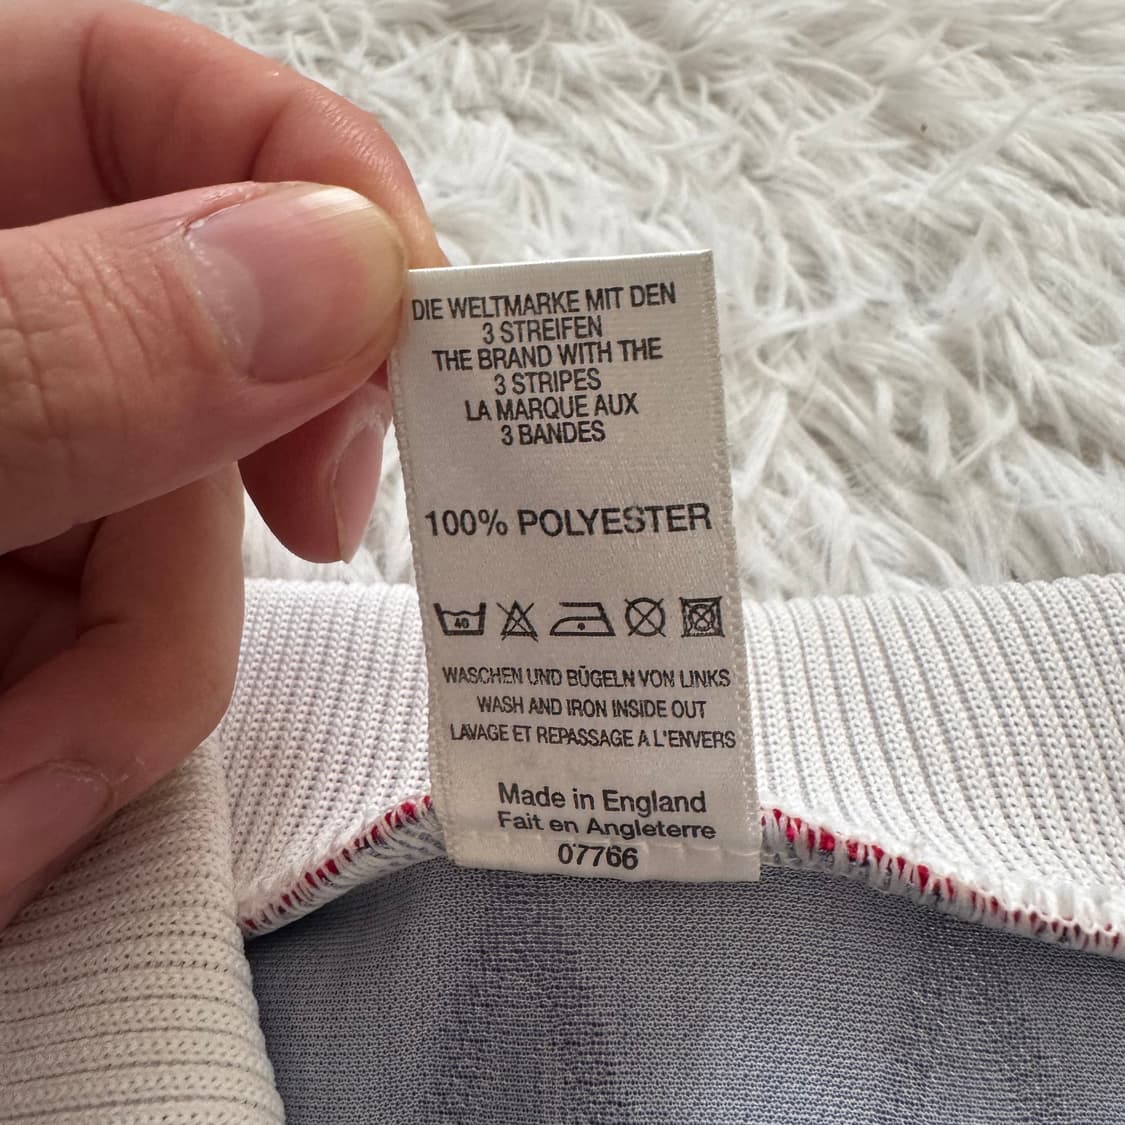 DIE WELTMARKE MIT DEN
3 STREIFEN
THE BRAND WITH THE
3 STRIPES
LA MARQUE AUX
3 BANDES
100% POLYESTER
40
WASCHEN UND BÜGELN VON LINKS
WASH AND IRON INSIDE OUT
LAVAGE ET REPASSAGE A L'ENVERS
Made in England
Fait en Angleterre
07766